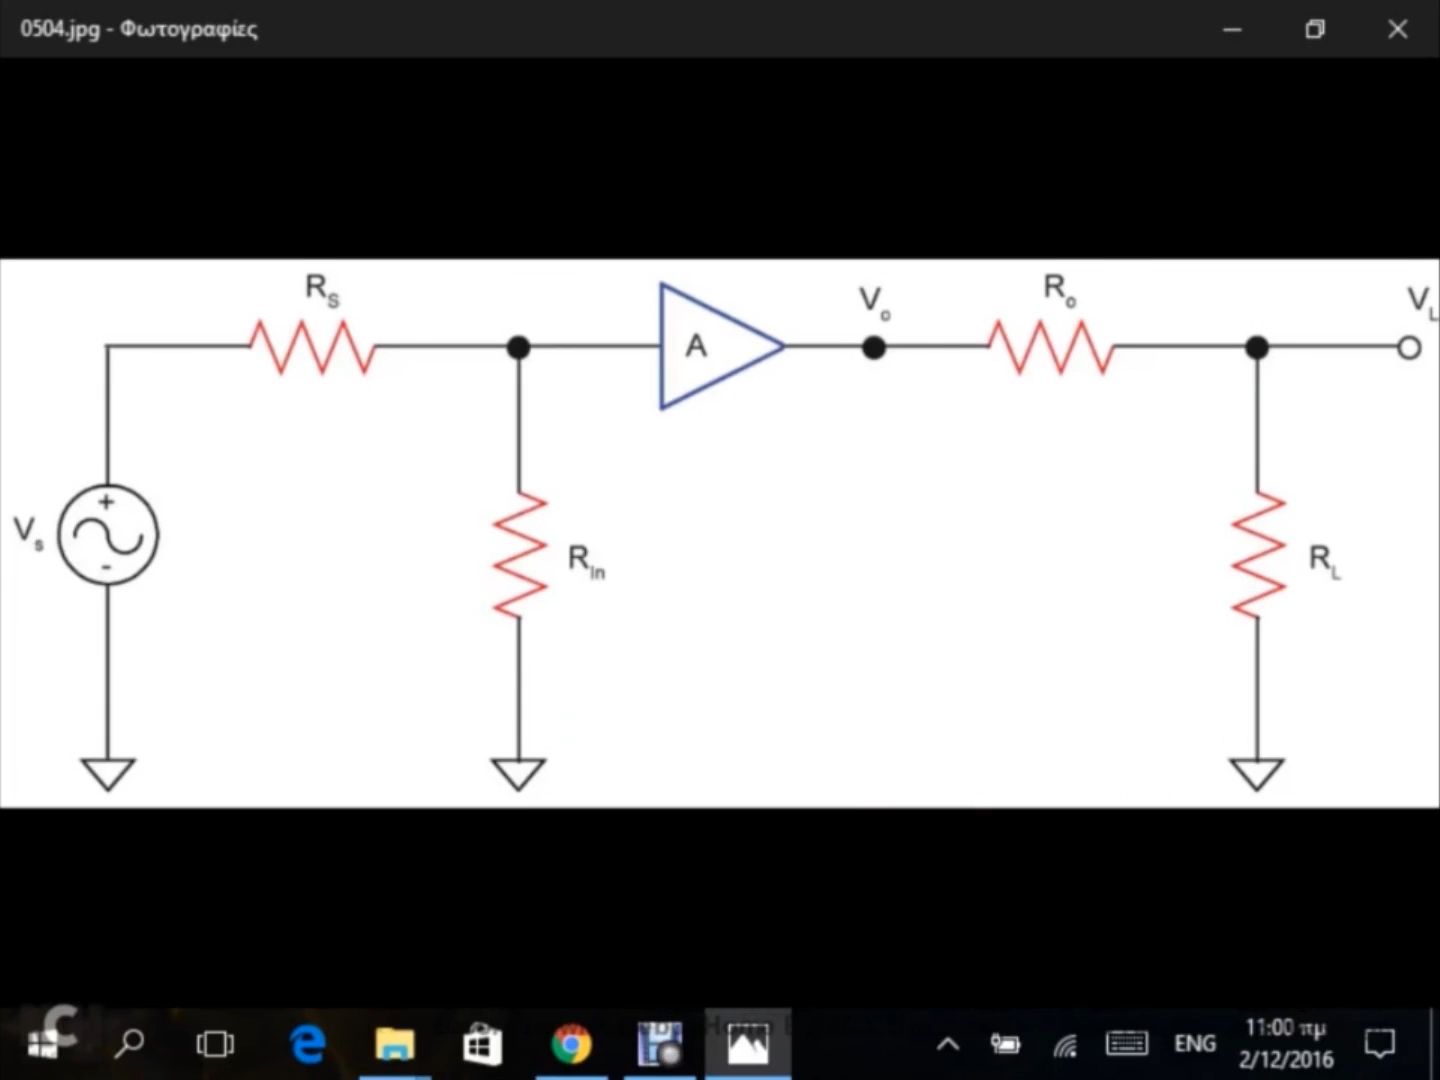 0504.jpg - Φωτογραφίες
Rs
A
Vo
Ro
VL
+
Vs
-
RIn
RL
ENG
11:00 πμ
2/12/2016